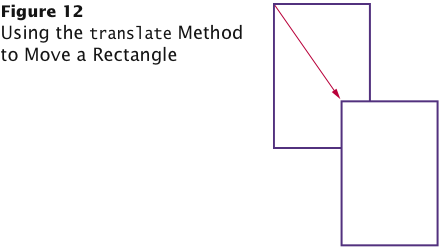 Figure 12
Using the translate Method
to Move a Rectangle